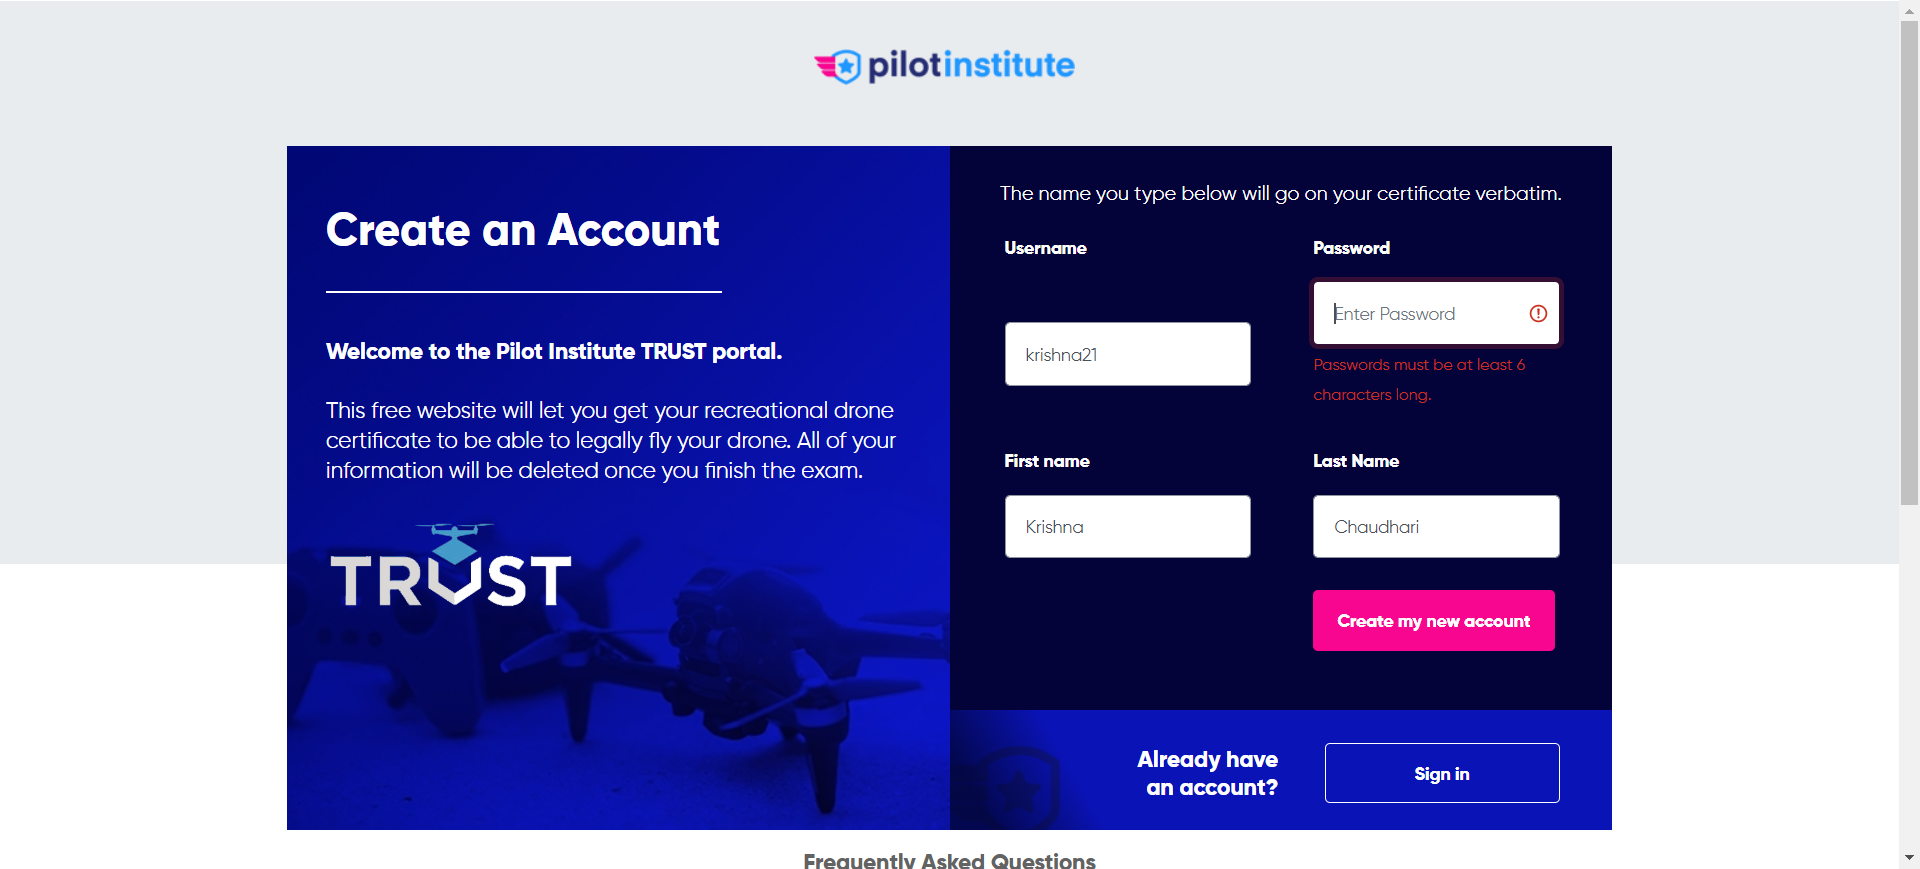 pilotinstitute
Create an Account
Welcome to the Pilot Institute TRUST portal.
This free website will let you get your recreational drone
certificate to be able to legally fly your drone. All of your
information will be deleted once you finish the exam.
TRUST
The name you type below will go on your certificate verbatim.
Username
krishna21
Password
Enter Password
Passwords must be at least 6
characters long.
First name
Krishna
Last Name
Chaudhari
Create my new account
Already have
an account?
Sign in
Frequently Asked Questions